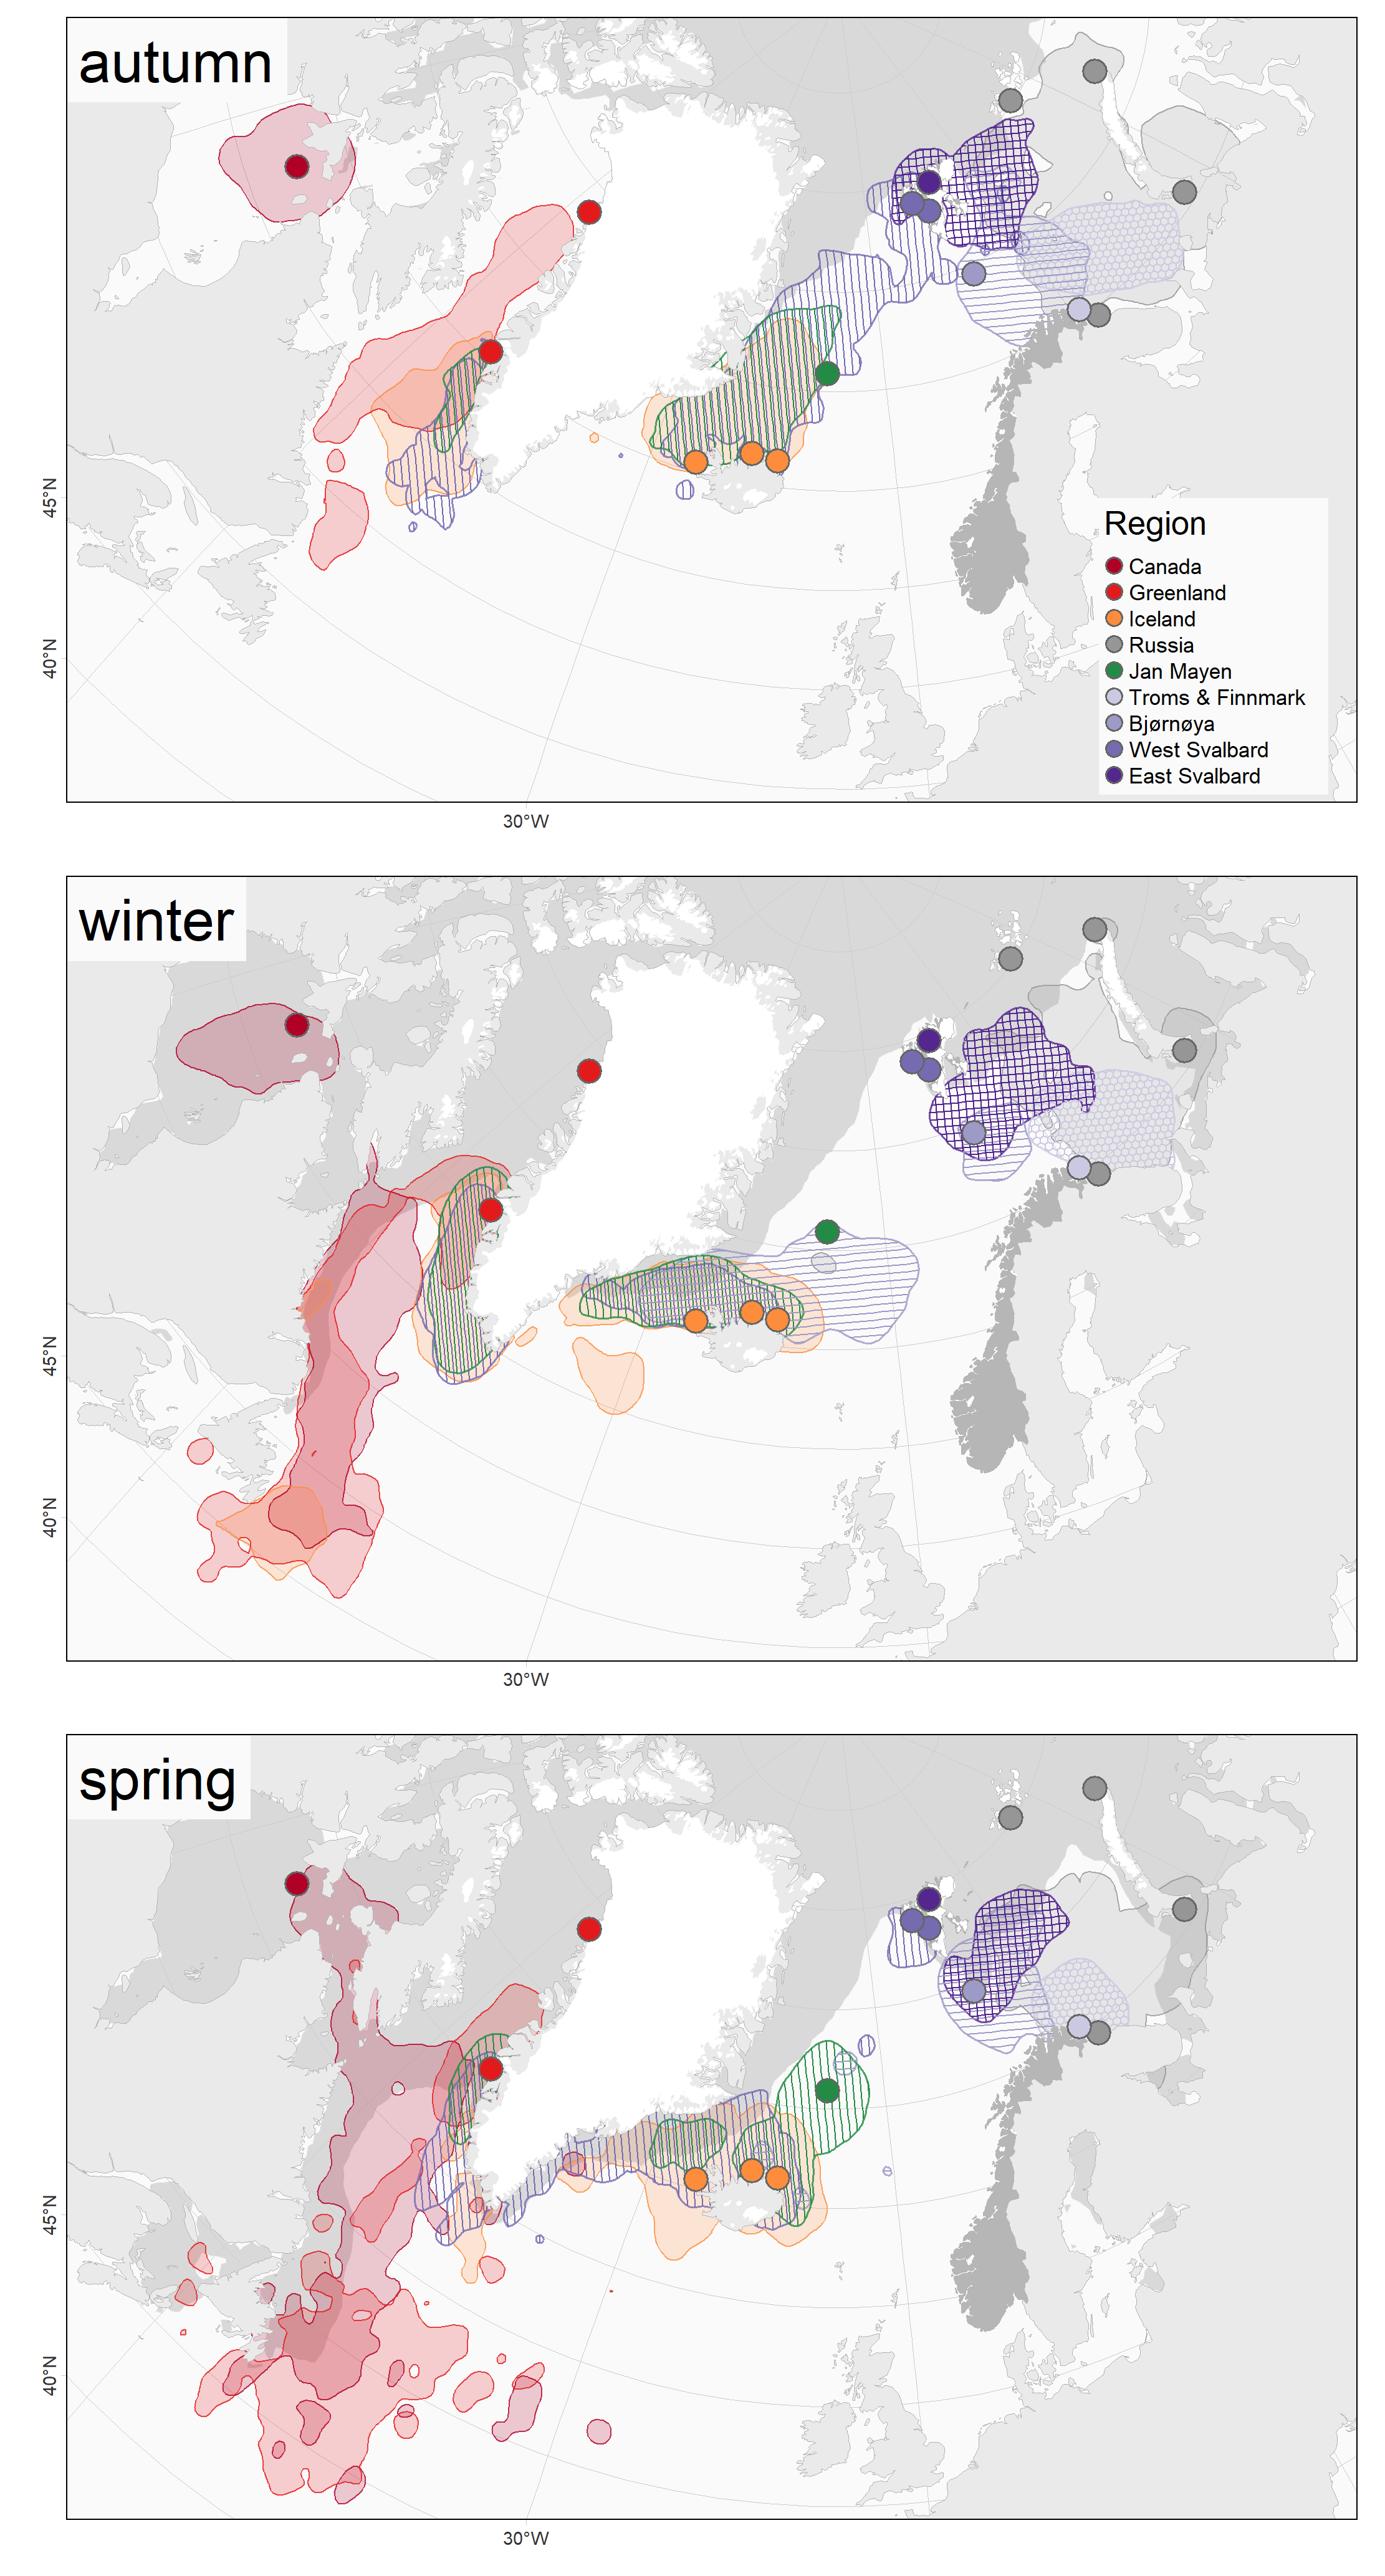 autumn
45°N
40°N
Region
Canada
Greenland
Iceland
Russia
Jan Mayen
Troms & Finnmark
Bjørnøya
West Svalbard
East Svalbard
30°W
winter
45°N
40°N
30°W
spring
45°N
40°N
30°W